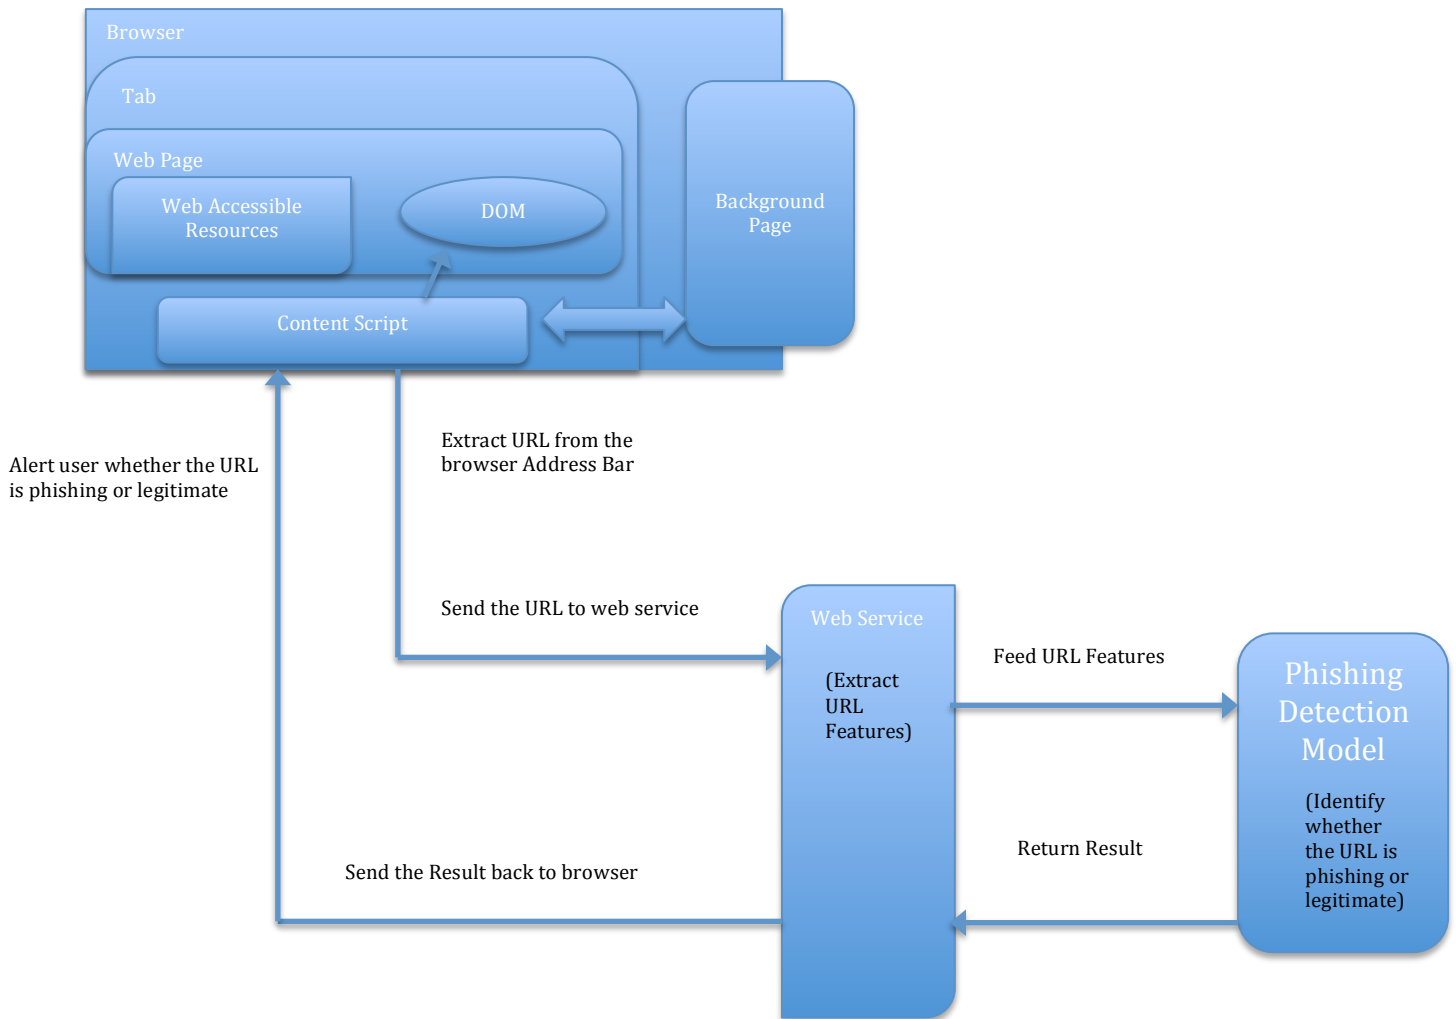 Browser
Tab
Web Page
Web Accessible
Resources
DOM
Background
Page
Content Script
Alert user whether the URL
is phishing or legitimate
Extract URL from the
browser Address Bar
Send the URL to web service
Web Service
(Extract
URL
Features)
Feed URL Features
Phishing
Detection
Model
(Identify
whether
the URL is
phishing or
legitimate)
Return Result
Send the Result back to browser